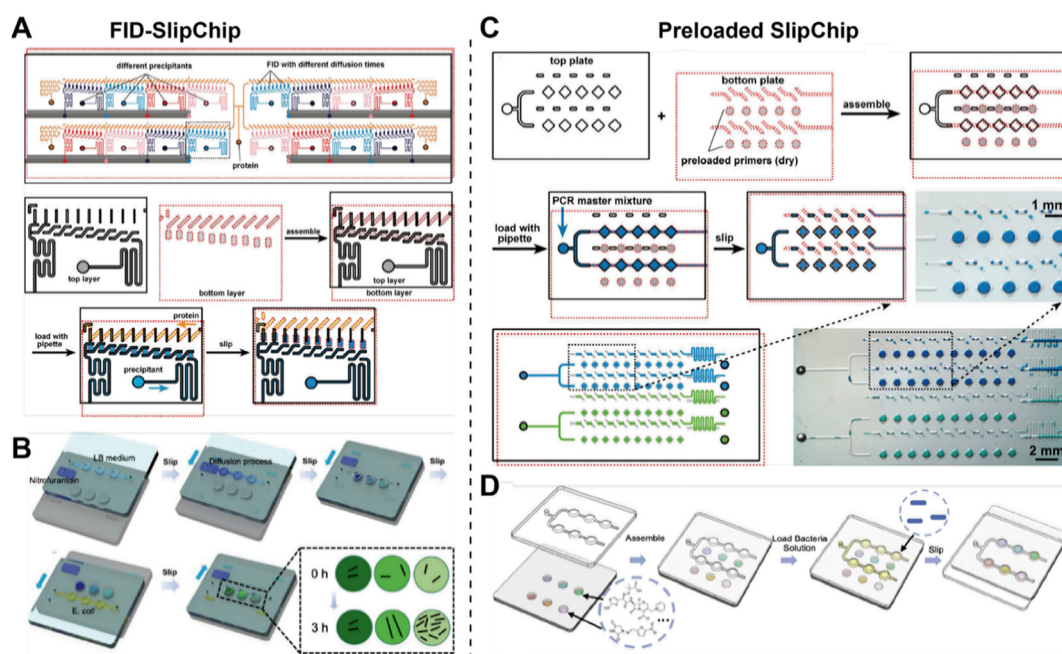 A
FID-SlipChip
different precipitants
FID with different diffusion times
protein
top layer
bottom layer
assemble
top layer
bottom layer
load with
pipette
protein
precipitant
slip
B
LB medium
Nitrofurantoin
Slip
Diffusion process
Slip
Slip
E. coli
Slip
0 h
3 h
C
Preloaded SlipChip
top plate
+
bottom plate
preloaded primers (dry)
assemble
load with
pipette
PCR master mixture
slip
1 mm
2 mm
D
Assemble
...
Load Bacteria
Solution
Slip